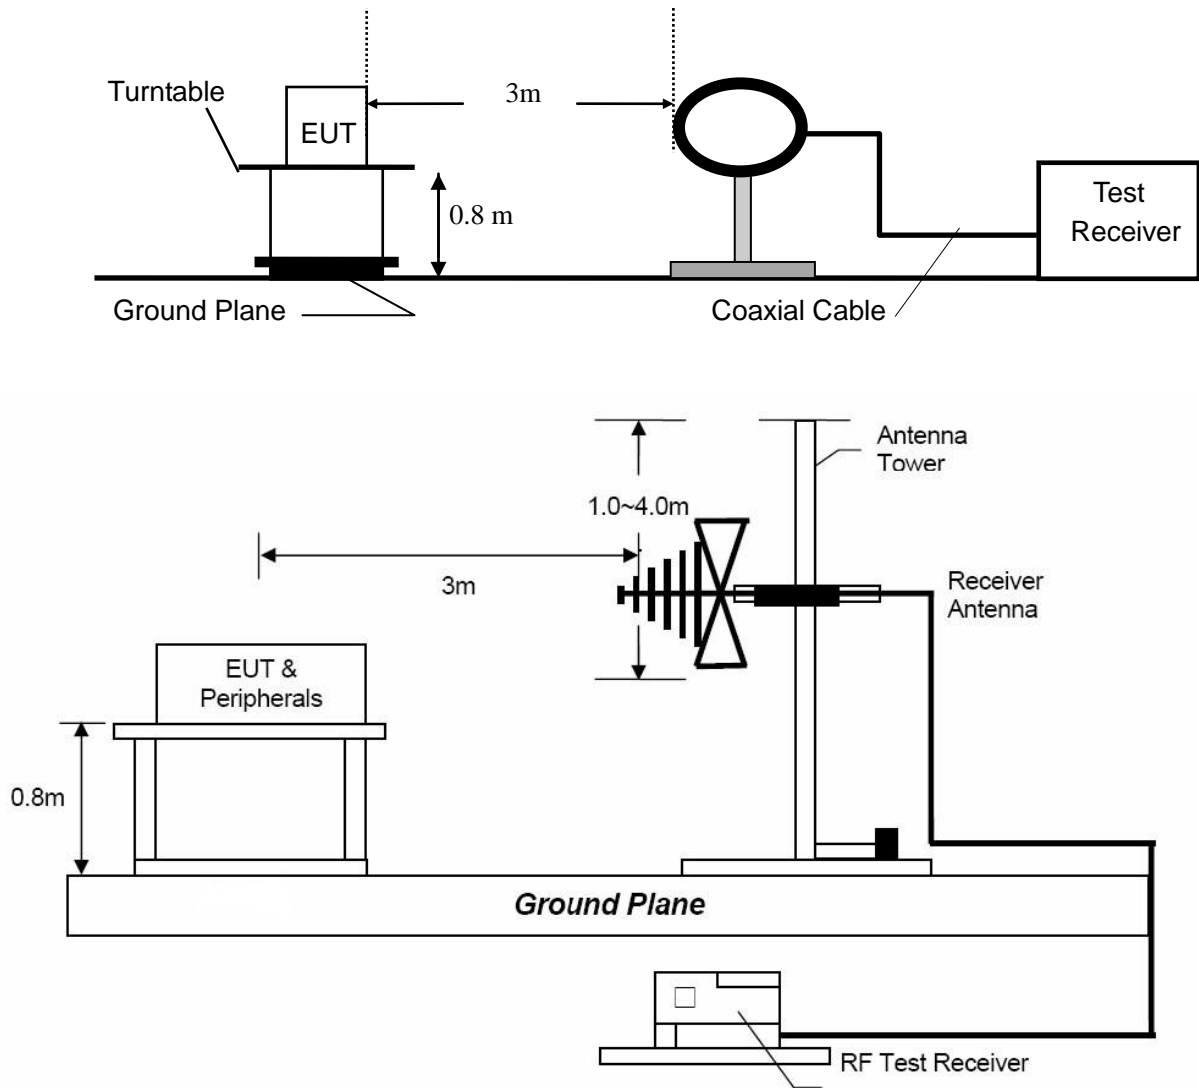 Turntable
3m
EUT
0.8 m
Test
Receiver
Ground Plane
Coaxial Cable
Antenna
Tower
1.0~4.0m
3m
Receiver
Antenna
EUT &
Peripherals
0.8m
Ground Plane
RF Test Receiver